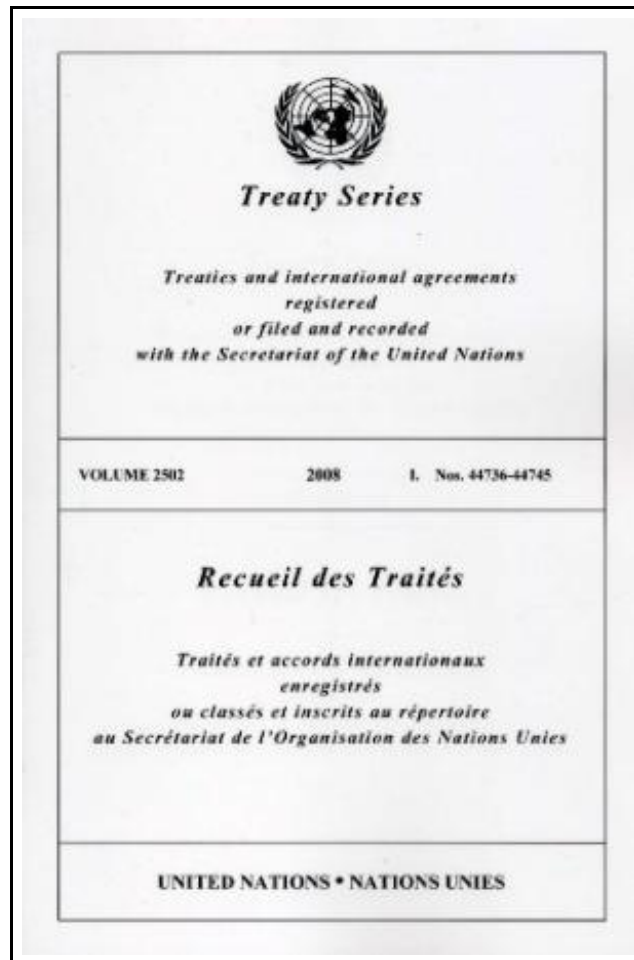 Treaty Series
Treaties and international agreements
registered
or filed and recorded
with the Secretariat of the United Nations
VOLUME 2502 2008 I. Nos. 44736-44745
Recueil des Traités
Traités et accords internationaux
enregistrés
ou classés et inscrits au répertoire
au Secrétariat de l'Organisation des Nations Unies
UNITED NATIONS • NATIONS UNIES